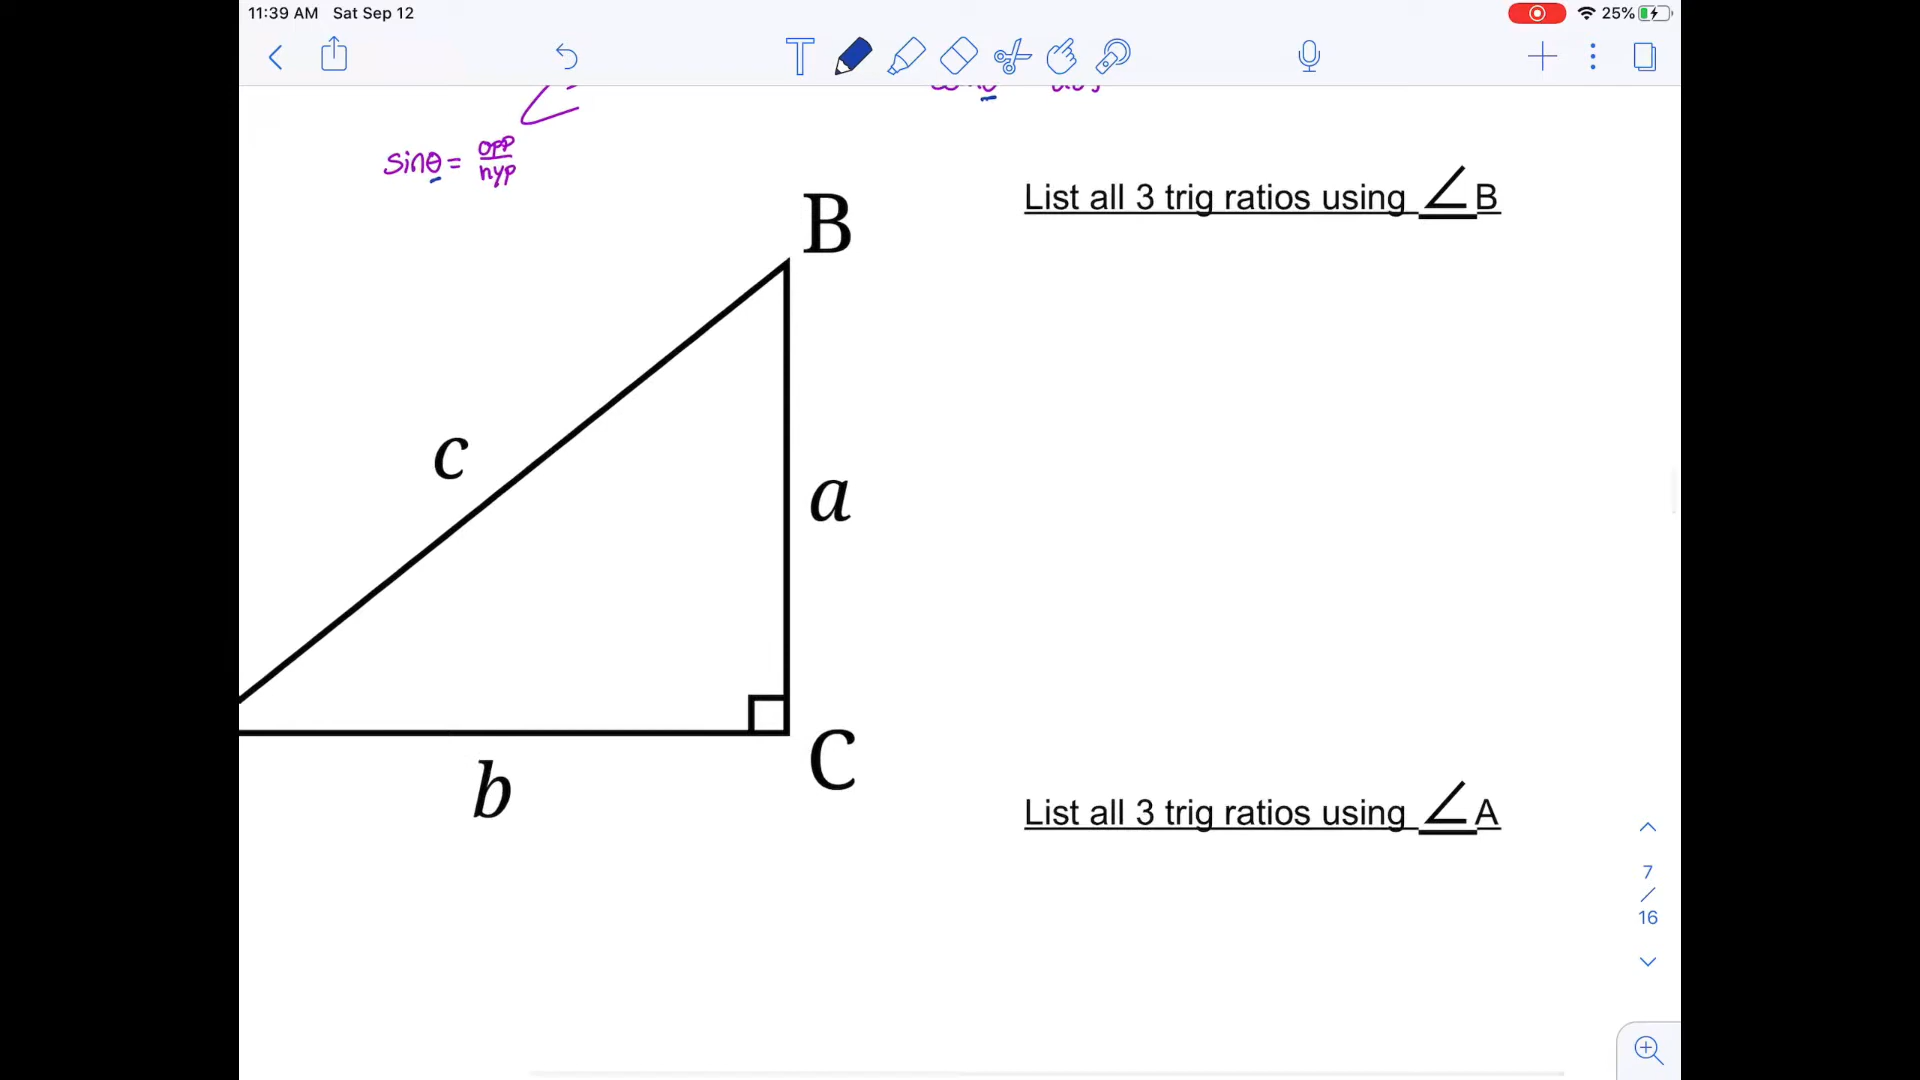 11:39 AM Sat Sep 12
25%
T
sinθ = opp/hyp
List all 3 trig ratios using ∠B
B
c
a
C
b
List all 3 trig ratios using ∠A
7
/
16